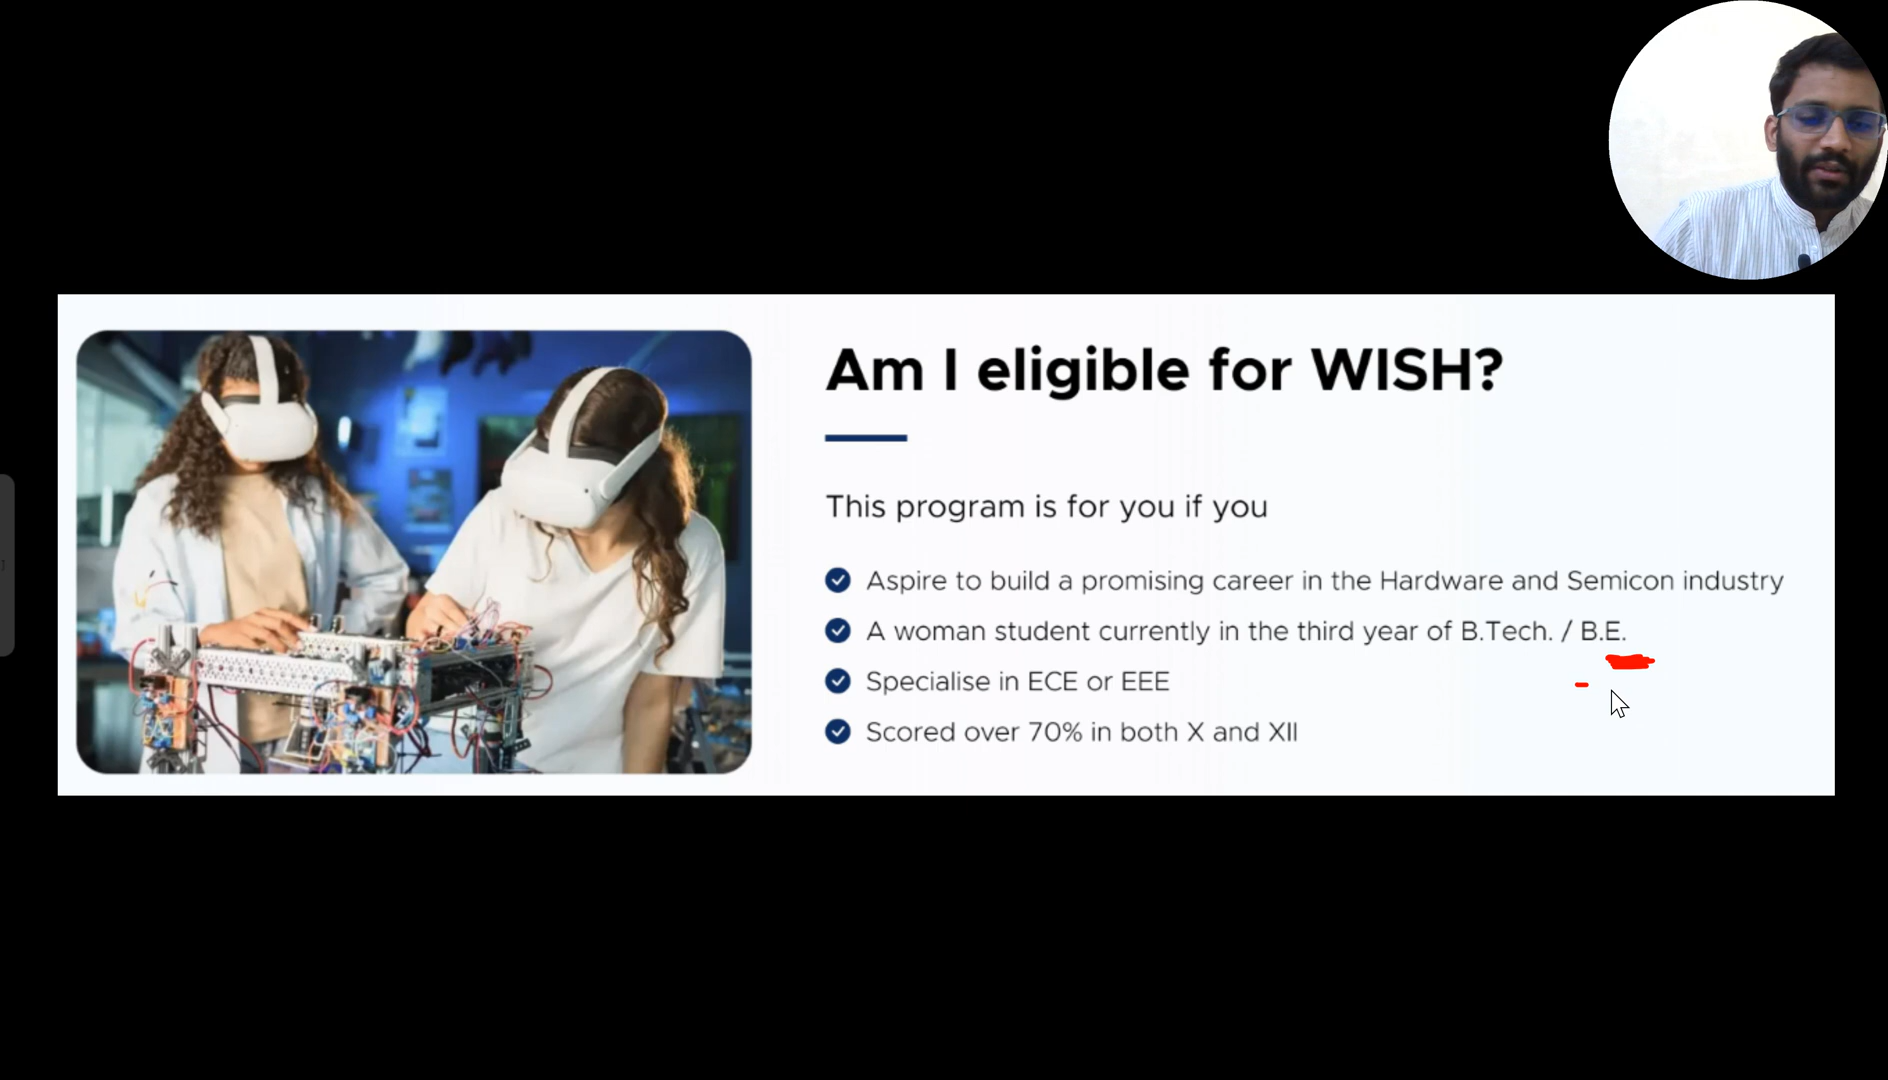 Am I eligible for WISH?
This program is for you if you
Aspire to build a promising career in the Hardware and Semicon industry
A woman student currently in the third year of B.Tech. / B.E.
Specialise in ECE or EEE
Scored over 70% in both X and XII